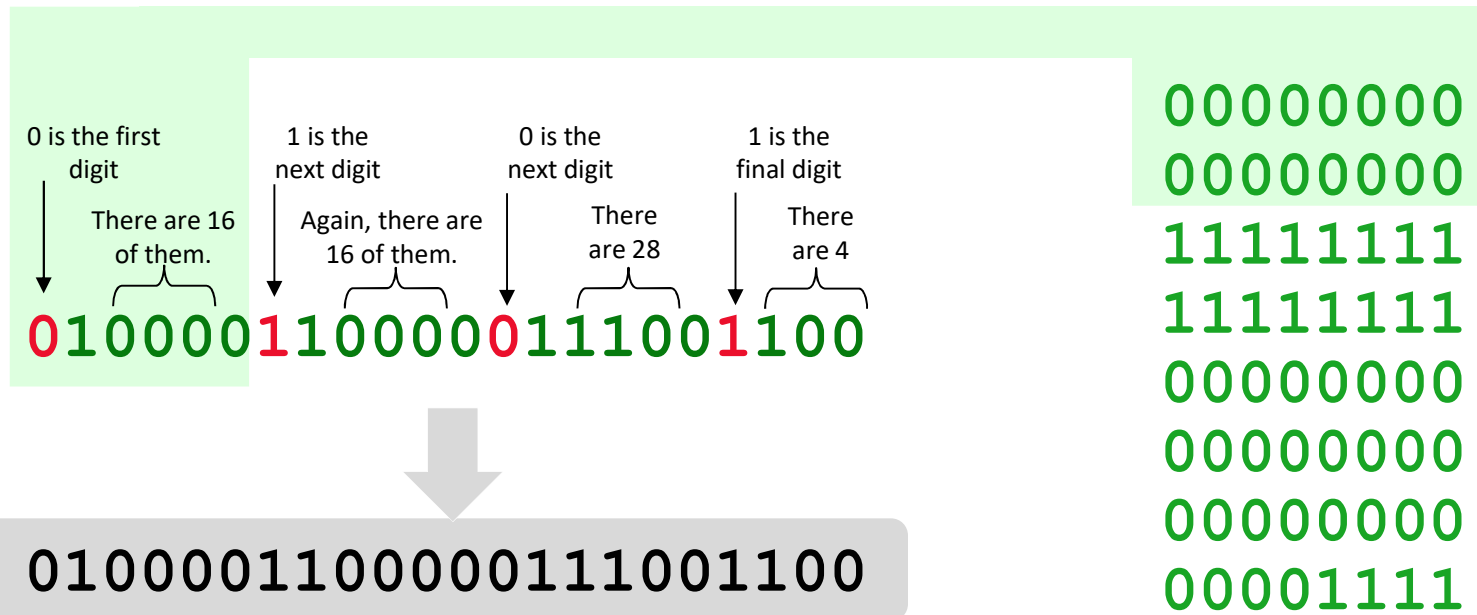 0 is the first
digit
1 is the
next digit
0 is the
next digit
1 is the
final digit
There are 16
of them.
Again, there are
16 of them.
There
are 28
There
are 4
0100001100000111001100
0100001100000111001100
00000000
00000000
11111111
11111111
00000000
00000000
00000000
00001111